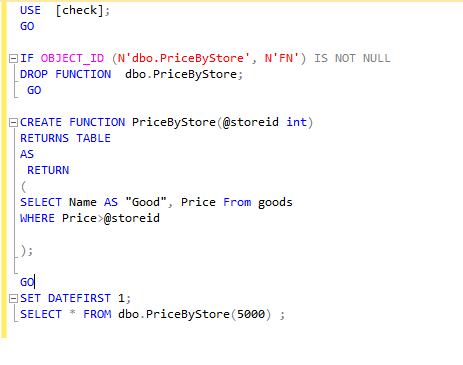 USE  [check];
GO
IF OBJECT_ID (N'dbo.PriceByStore', N'FN') IS NOT NULL
DROP FUNCTION  dbo.PriceByStore;
GO
CREATE FUNCTION PriceByStore(@storeid int)
RETURNS TABLE
AS
RETURN
(
SELECT Name AS "Good", Price From goods
WHERE Price>@storeid
);
GO
SET DATEFIRST 1;
SELECT * FROM dbo.PriceByStore(5000) ;